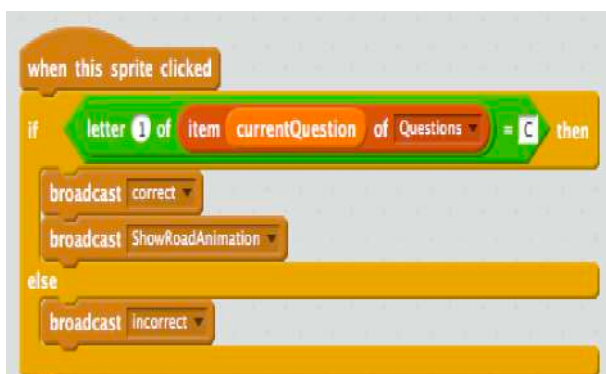 when this sprite clicked
if letter 1 of item currentQuestion of Questions = C then
broadcast correct
broadcast ShowRoadAnimation
else
broadcast incorrect